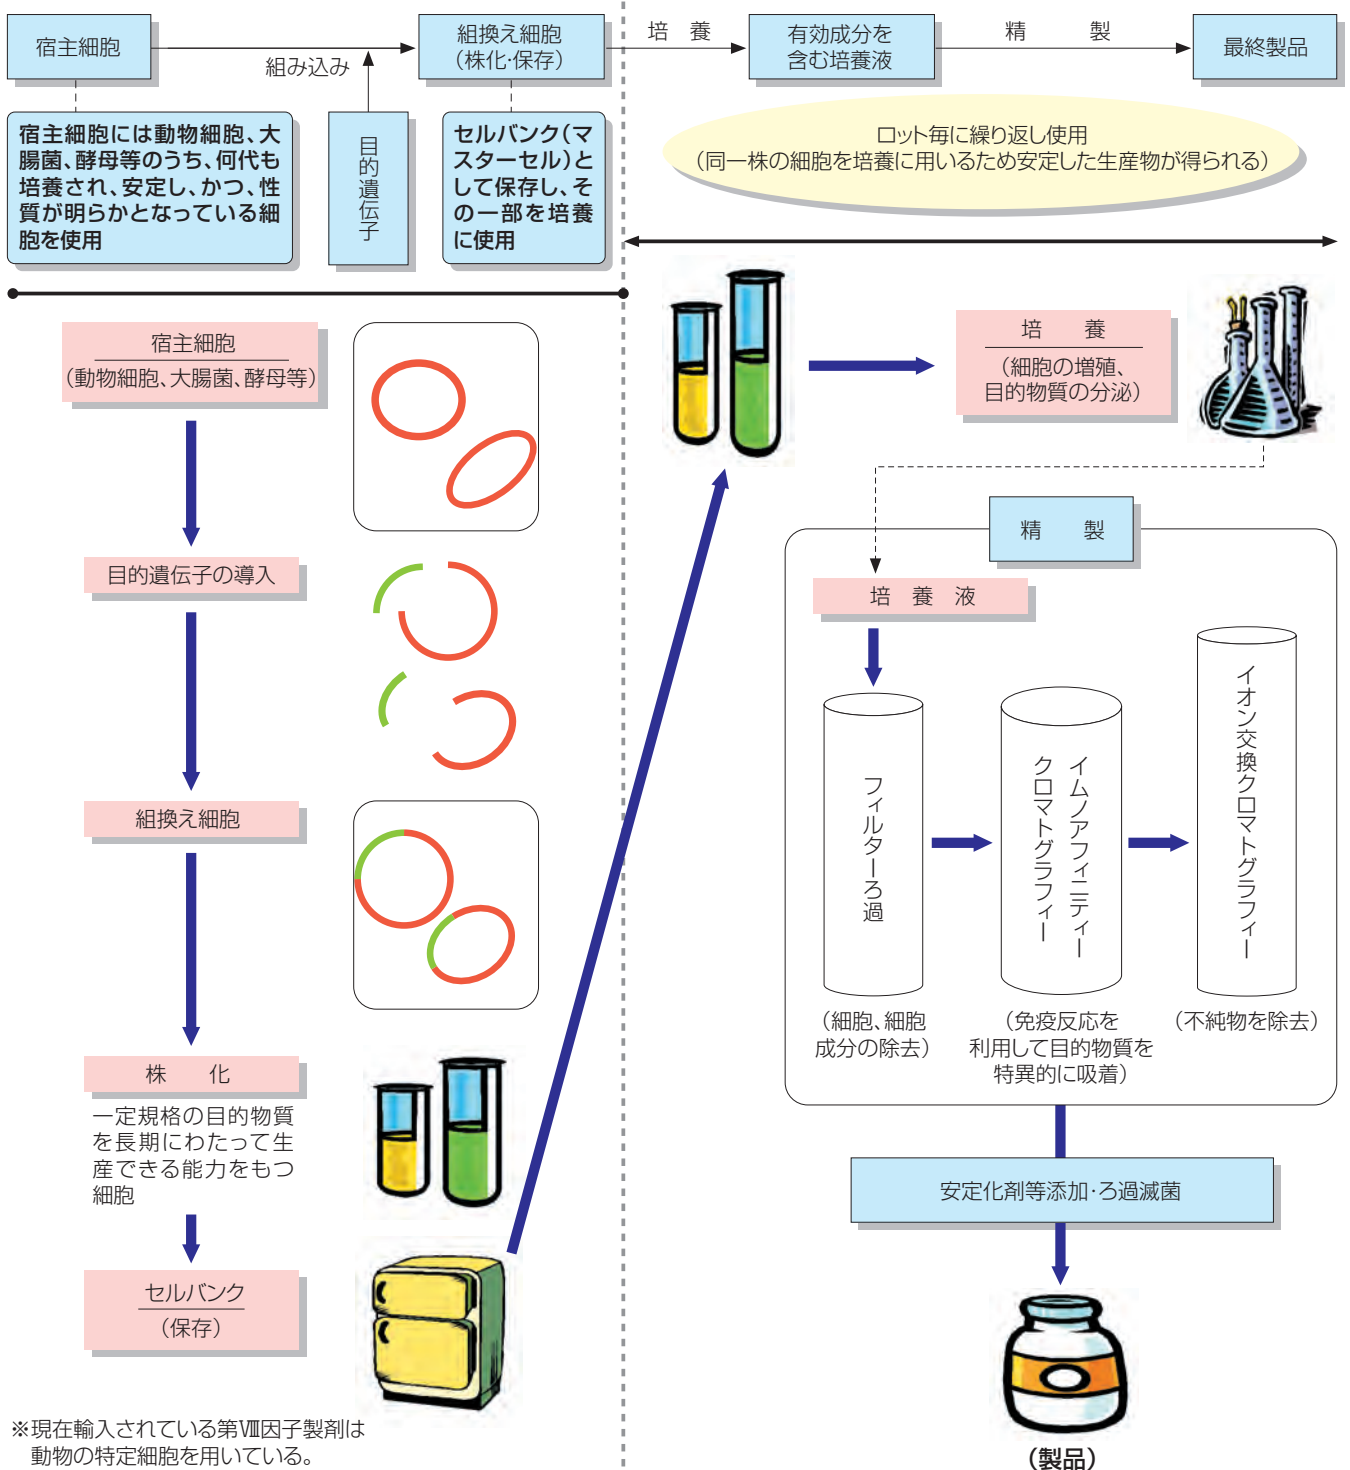 宿主細胞
組み込み
組換え細胞
（株化・保存）
培　養
有効成分を
含む培養液
精　　　製
最終製品
宿主細胞には動物細胞、大
腸菌、酵母等のうち、何代も
培養され、安定し、かつ、性
質が明らかとなっている細
胞を使用
目的遺伝子
セルバンク（マ
スターセル）と
して保存し、そ
の一部を培養
に使用
ロット毎に繰り返し使用
（同一株の細胞を培養に用いるため安定した生産物が得られる）
宿主細胞
（動物細胞、大腸菌、酵母等）
目的遺伝子の導入
組換え細胞
株　　化
一定規格の目的物質
を長期にわたって生
産できる能力をもつ
細胞
セルバンク
（保存）
※現在輸入されている第Ⅷ因子製剤は
動物の特定細胞を用いている。
培　　養
（細胞の増殖、
目的物質の分泌）
精　　製
培　養　液
フィルターろ過
（細胞、細胞
成分の除去）
イムノアフィニティー
クロマトグラフィー
（免疫反応を
利用して目的物質を
特異的に吸着）
イオン交換クロマトグラフィー
（不純物を除去）
安定化剤等添加・ろ過滅菌
（製品）